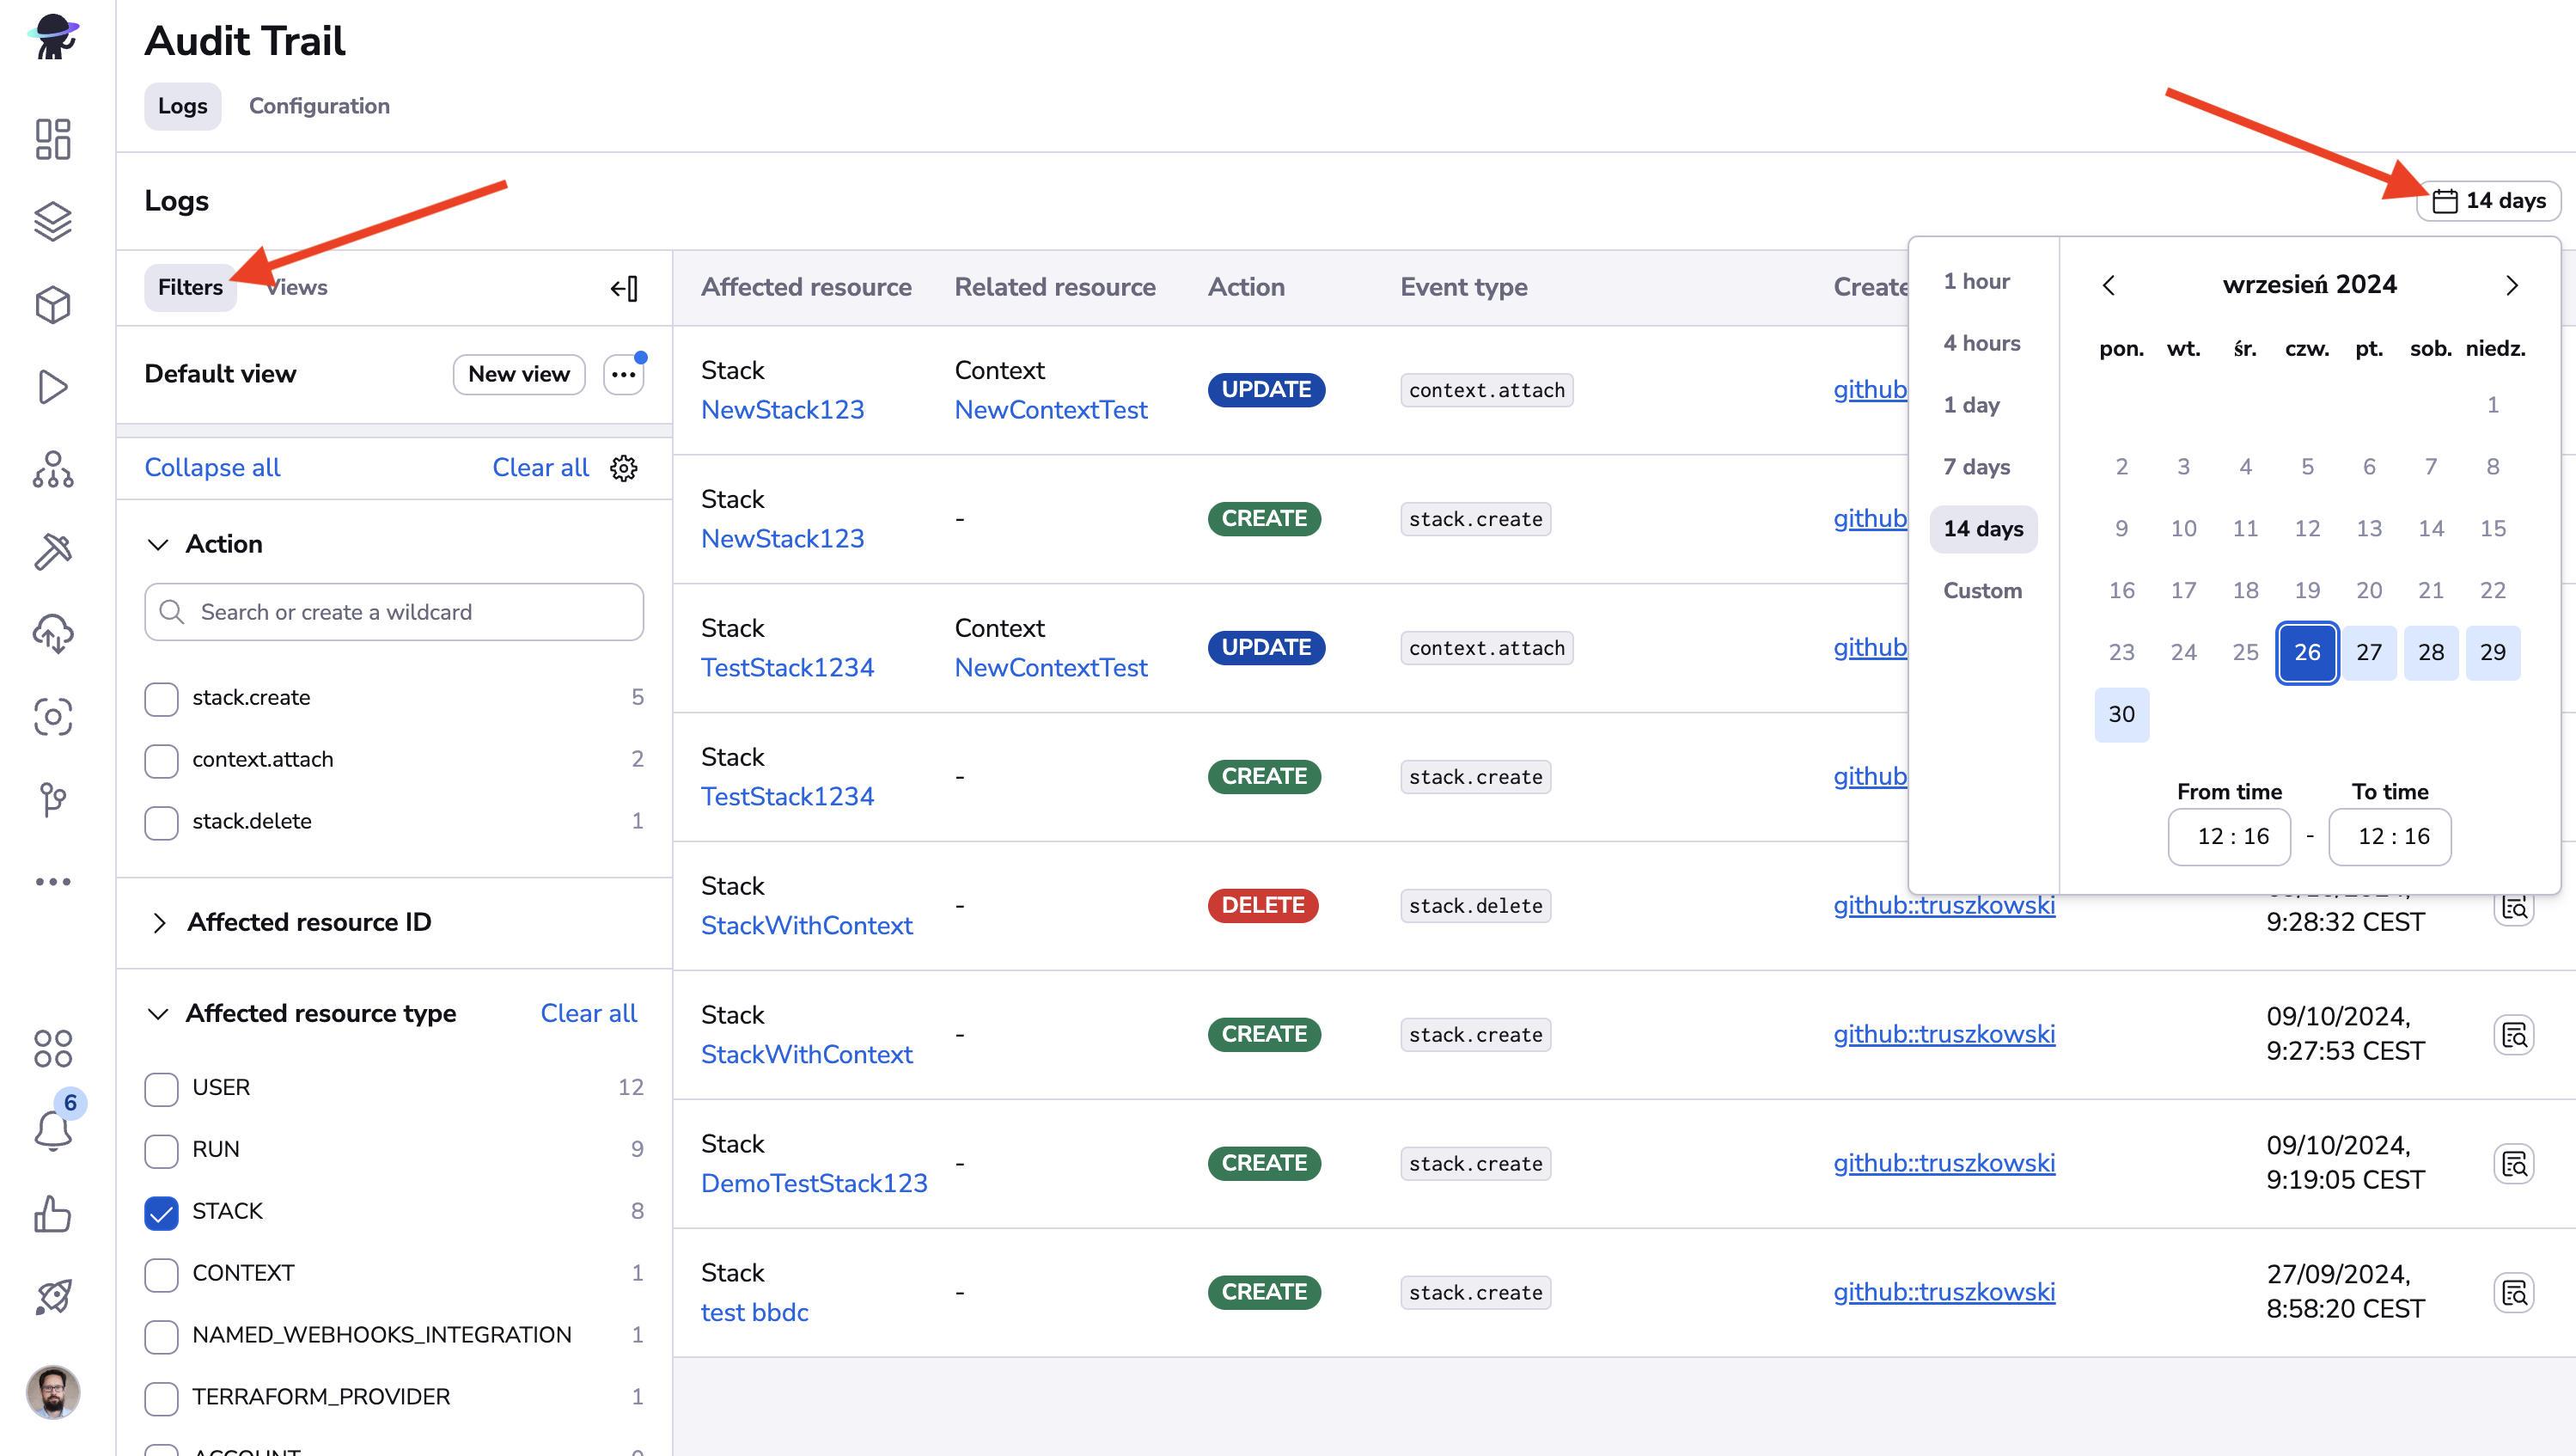 Audit Trail
Logs
Configuration
Logs
14 days
Filters
Views
Default view
New view
Collapse all
Clear all
Action
Search or create a wildcard
stack.create 5
context.attach 2
stack.delete 1
Affected resource ID
Affected resource type
Clear all
USER 12
RUN 9
STACK 8
CONTEXT 1
NAMED_WEBHOOKS_INTEGRATION 1
TERRAFORM_PROVIDER 1
6
Affected resource Related resource Action Event type Create
Stack Context
NewStack123 NewContextTest UPDATE context.attach github:
Stack
NewStack123 - CREATE stack.create github:
Stack Context
TestStack1234 NewContextTest UPDATE context.attach github:
Stack
TestStack1234 - CREATE stack.create github:
Stack
StackWithContext - DELETE stack.delete github::truszkowski
9:28:32 CEST
Stack
StackWithContext - CREATE stack.create github::truszkowski
09/10/2024,
9:27:53 CEST
Stack
DemoTestStack123 - CREATE stack.create github::truszkowski
09/10/2024,
9:19:05 CEST
Stack
test bbdc - CREATE stack.create github::truszkowski
27/09/2024,
8:58:20 CEST
1 hour
4 hours
1 day
7 days
14 days
Custom
wrzesień 2024
pon. wt. śr. czw. pt. sob. niedz.
1
2 3 4 5 6 7 8
9 10 11 12 13 14 15
16 17 18 19 20 21 22
23 24 25 26 27 28 29
30
From time To time
12 : 16 - 12 : 16